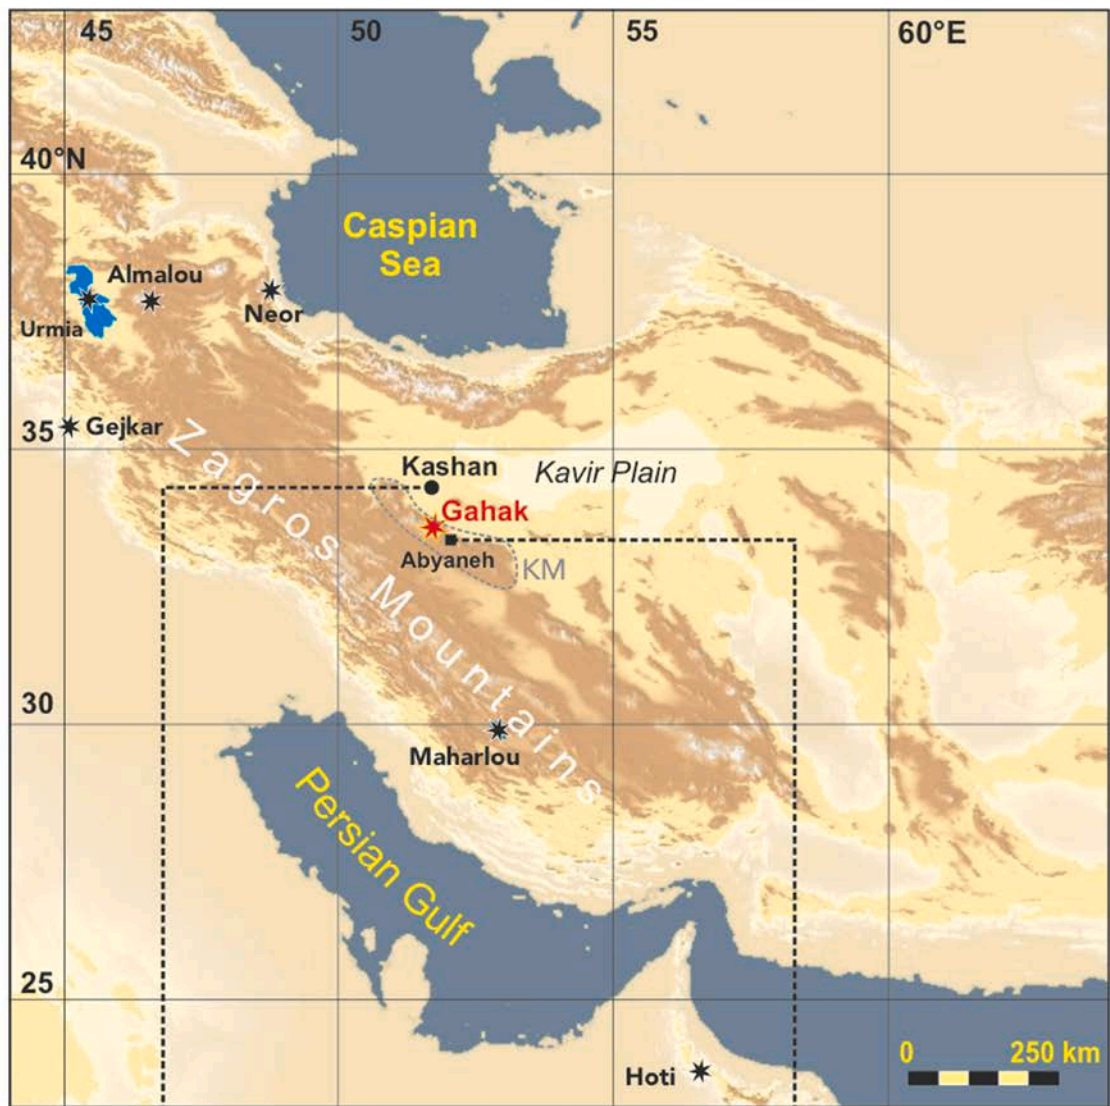 45
50
55
60°E
40°N
Caspian
Sea
Almalou
Neor
Urmia
Gejkar
35
Zagros Mountains
Kashan
Kavir Plain
Gahak
Abyaneh
KM
30
Maharlou
Persian Gulf
25
0
250 km
Hoti